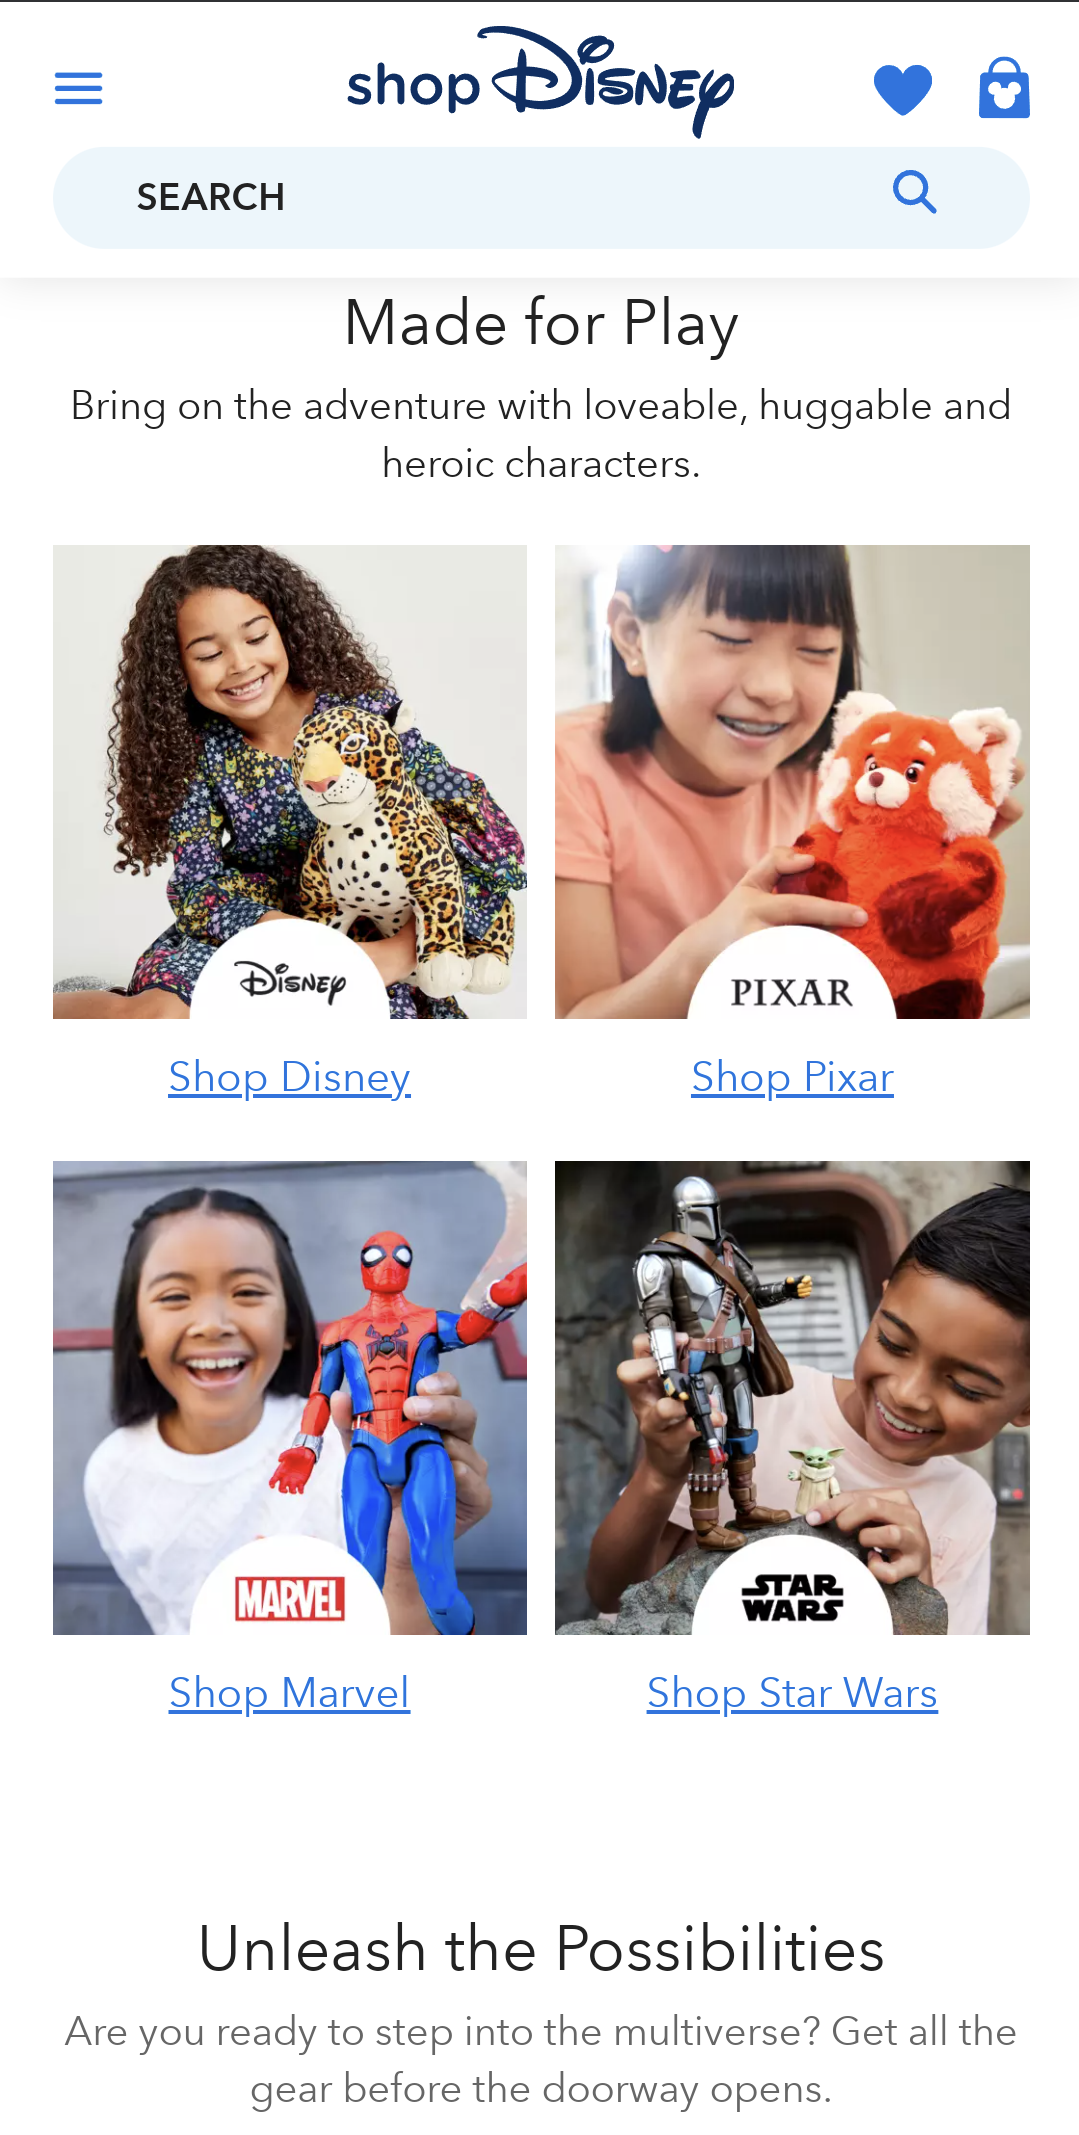 shop Disney
SEARCH
Made for Play
Bring on the adventure with loveable, huggable and
heroic characters.
Disney
PIXAR
Shop Disney
Shop Pixar
MARVEL
STAR
WARS
Shop Marvel
Shop Star Wars
Unleash the Possibilities
Are you ready to step into the multiverse? Get all the
gear before the doorway opens.